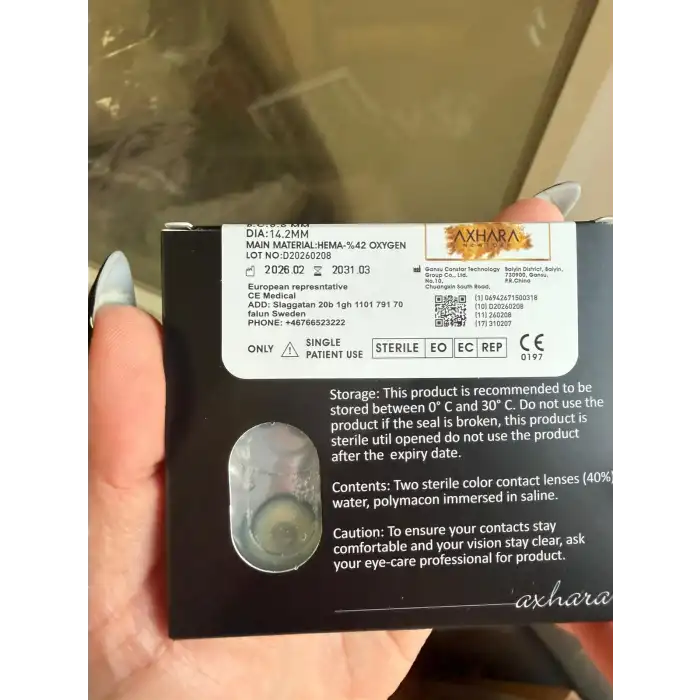 DIA:14.2MM
MAIN MATERIAL:HEMA-%42 OXYGEN
LOT NO:D20260208
2026.02 2031.03
European represntative
CE Medical
ADD: Slaggatan 20b 1gh 1101 791 70
falun Sweden
PHONE: +46766523222
AXHARA
NEW LOOK
Gansu Constar Technology
Group Co., Ltd.
No.10,
Chuangxin South Road,
Baiyin District, Baiyin,
730900, Gansu,
P.R.China
(1) 06942671500318
(10) D20260208
(11) 260208
(17) 310207
ONLY SINGLE
PATIENT USE
STERILE EO EC REP
CE
0197
Storage: This product is recommended to be
stored between 0° C and 30° C. Do not use the
product if the seal is broken, this product is
sterile util opened do not use the product
after the expiry date.
Contents: Two sterile color contact lenses (40%)
water, polymacon immersed in saline.
Caution: To ensure your contacts stay
comfortable and your vision stay clear, ask
your eye-care professional for product.
axhara